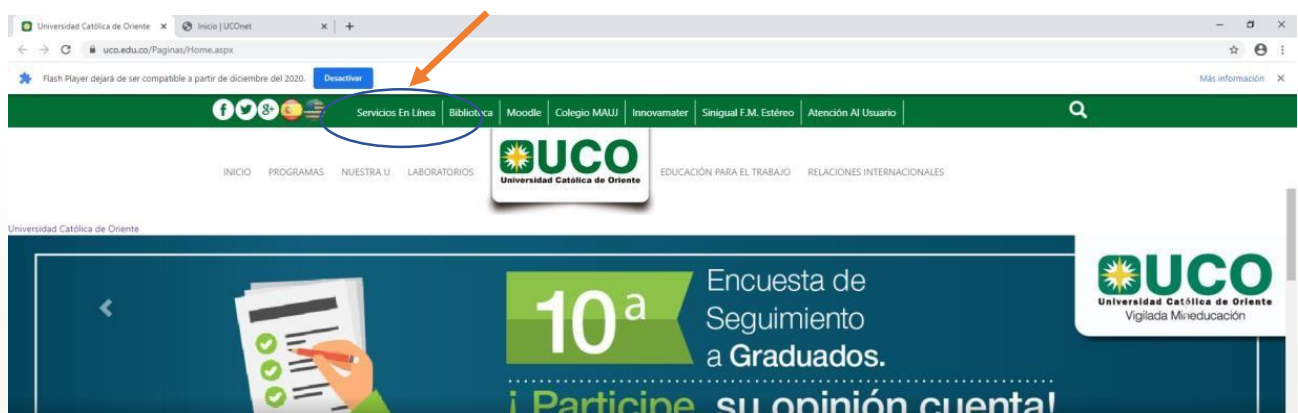 Universidad Católica de Oriente
Inicio | UCOnet
uco.edu.co/Paginas/Home.aspx
Flash Player dejará de ser compatible a partir de diciembre del 2020. Desactivar Más información
Servicios En Línea Biblioteca Moodle Colegio MAUJ Innovamater Sinigual F.M. Estéreo Atención Al Usuario
INICIO PROGRAMAS NUESTRA U LABORATORIOS
UCO
Universidad Católica de Oriente
EDUCACIÓN PARA EL TRABAJO RELACIONES INTERNACIONALES
Universidad Católica de Oriente
10ª
Encuesta de
Seguimiento
a Graduados.
¡ Participe, su opinión cuenta!
UCO
Universidad Católica de Oriente
Vigilada Mineducación